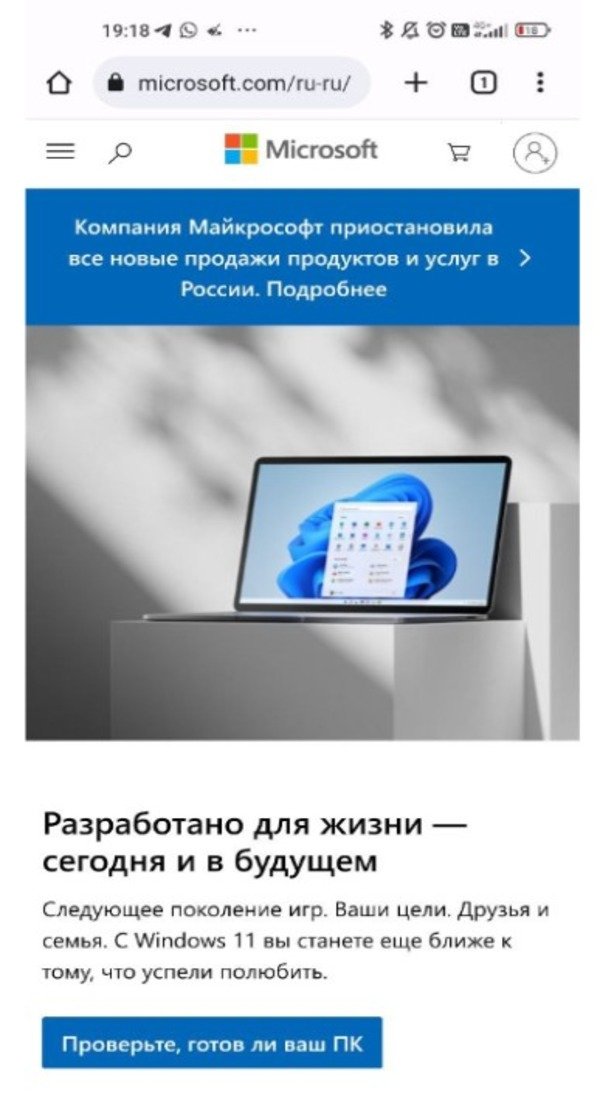 19:18
4G+
18
microsoft.com/ru-ru/
1
Microsoft
Компания Майкрософт приостановила
все новые продажи продуктов и услуг в
России. Подробнее
Разработано для жизни —
сегодня и в будущем
Следующее поколение игр. Ваши цели. Друзья и
семья. С Windows 11 вы станете еще ближе к
тому, что успели полюбить.
Проверьте, готов ли ваш ПК